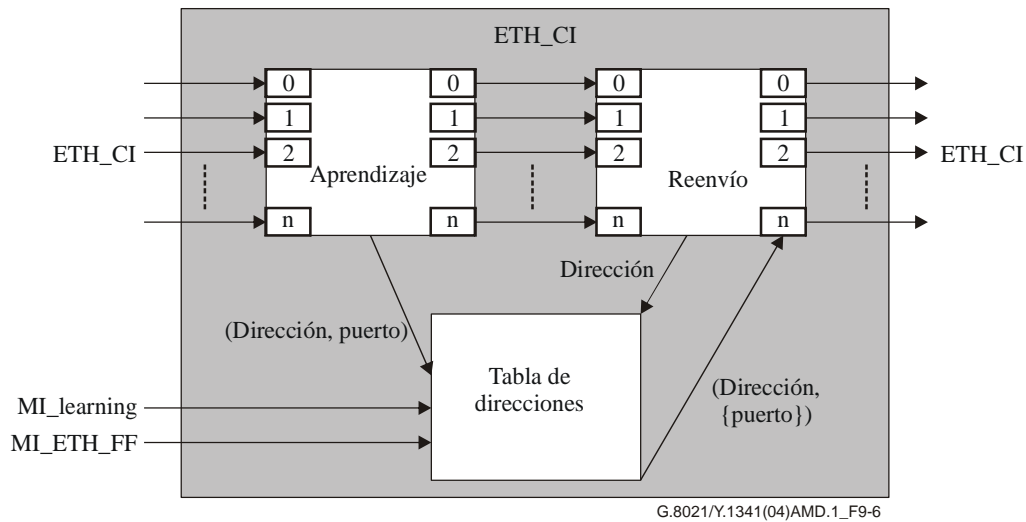 ETH_CI
0 0 0 0
1 1 1 1
ETH_CI 2 2 2 2 ETH_CI
Aprendizaje Reenvío
n n n n
Dirección
(Dirección, puerto)
Tabla de
direcciones
(Dirección,
{puerto})
MI_learning
MI_ETH_FF
G.8021/Y.1341(04)AMD.1_F9-6